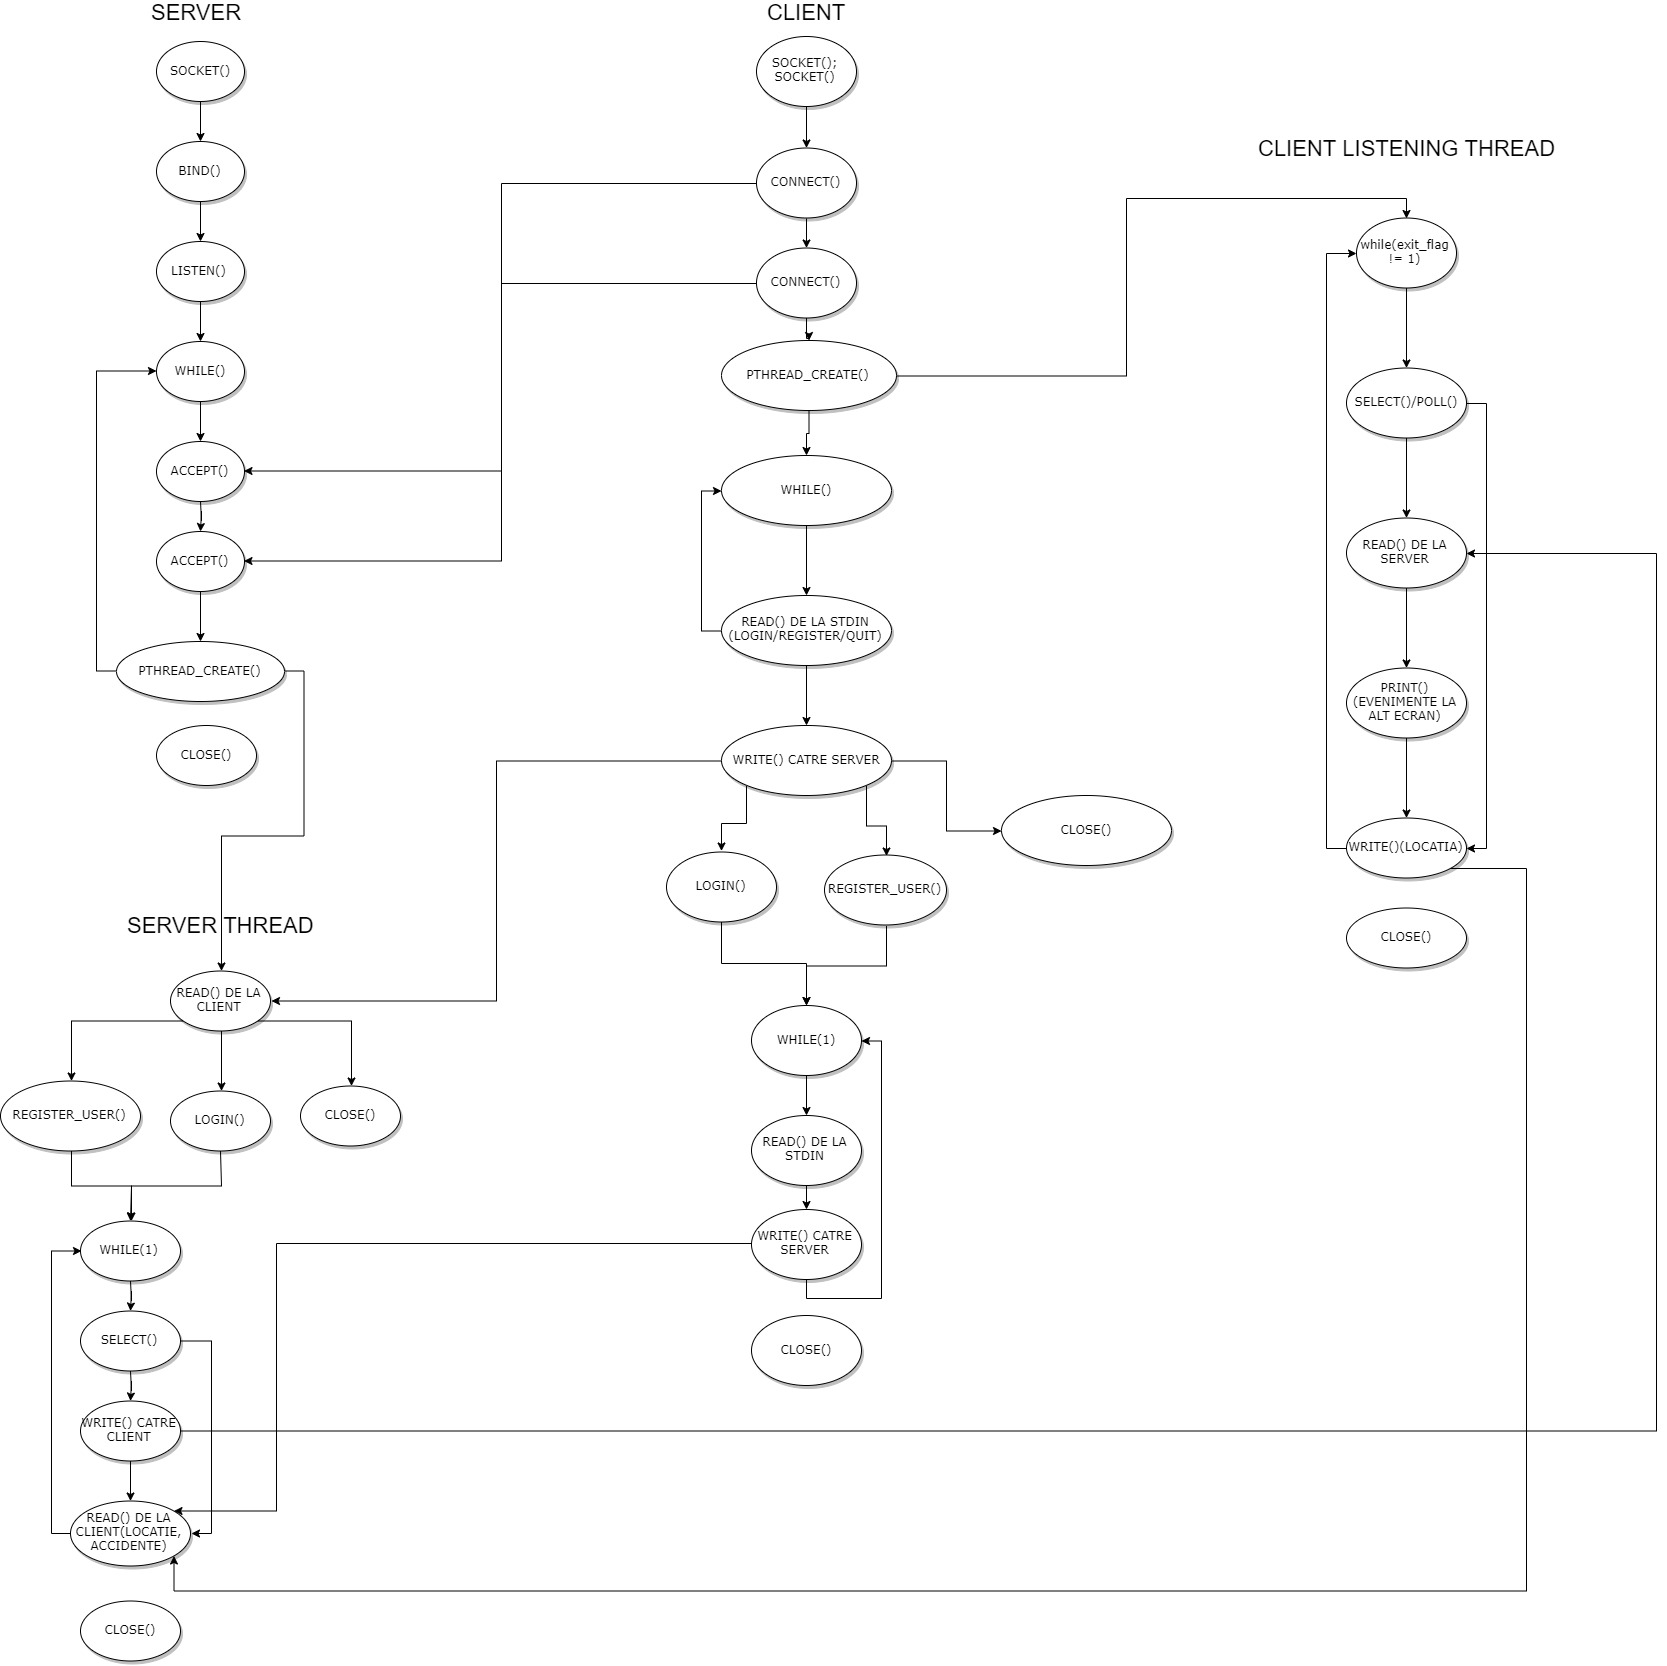 SERVER
SOCKET()
BIND()
LISTEN()
WHILE()
ACCEPT()
ACCEPT()
PTHREAD_CREATE()
CLOSE()
SERVER THREAD
READ() DE LA
CLIENT
REGISTER_USER()
LOGIN()
CLOSE()
WHILE(1)
SELECT()
WRITE() CATRE
CLIENT
READ() DE LA
CLIENT(LOCATIE,
ACCIDENTE)
CLOSE()
CLIENT
SOCKET();
SOCKET()
CONNECT()
CONNECT()
PTHREAD_CREATE()
WHILE()
READ() DE LA STDIN
(LOGIN/REGISTER/QUIT)
WRITE() CATRE SERVER
CLOSE()
LOGIN()
REGISTER_USER()
WHILE(1)
READ() DE LA
STDIN
WRITE() CATRE
SERVER
CLOSE()
CLIENT LISTENING THREAD
while(exit_flag
!= 1)
SELECT()/POLL()
READ() DE LA
SERVER
PRINT()
(EVENIMENTE LA
ALT ECRAN)
WRITE()(LOCATIA)
CLOSE()